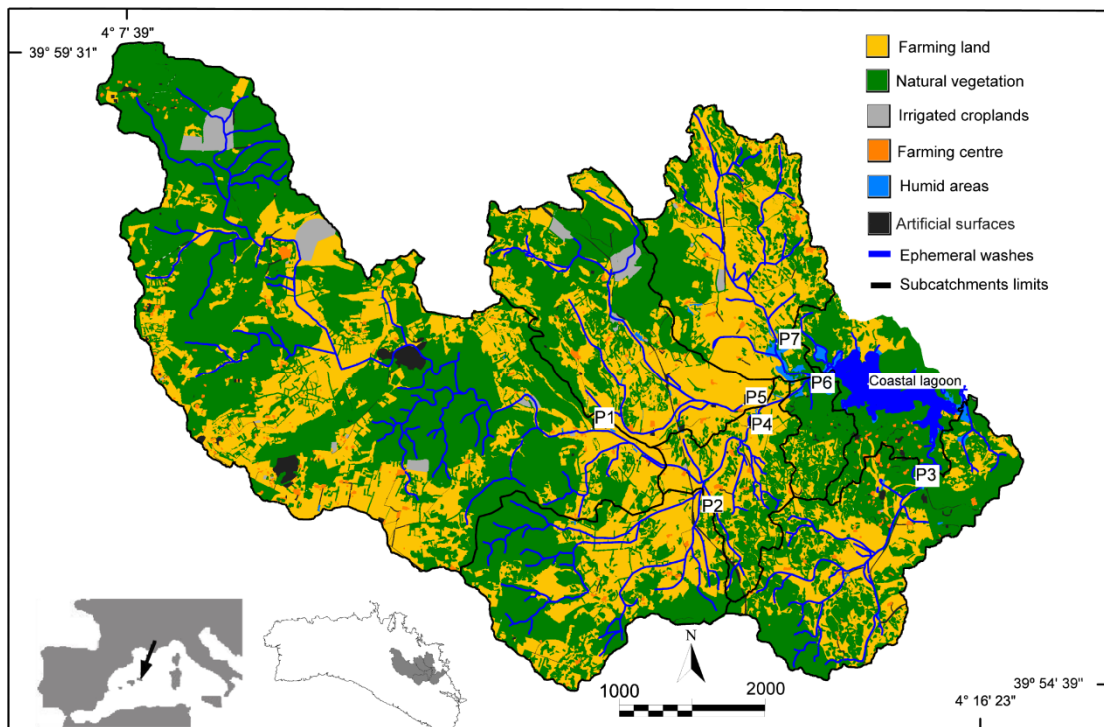 4° 7' 39"
39° 59' 31"
Farming land
Natural vegetation
Irrigated croplands
Farming centre
Humid areas
Artificial surfaces
Ephemeral washes
Subcatchments limits
P7
P6
Coastal lagoon
P5
P1
P4
P3
P2
N
1000
2000
39° 54' 39"
4° 16' 23"